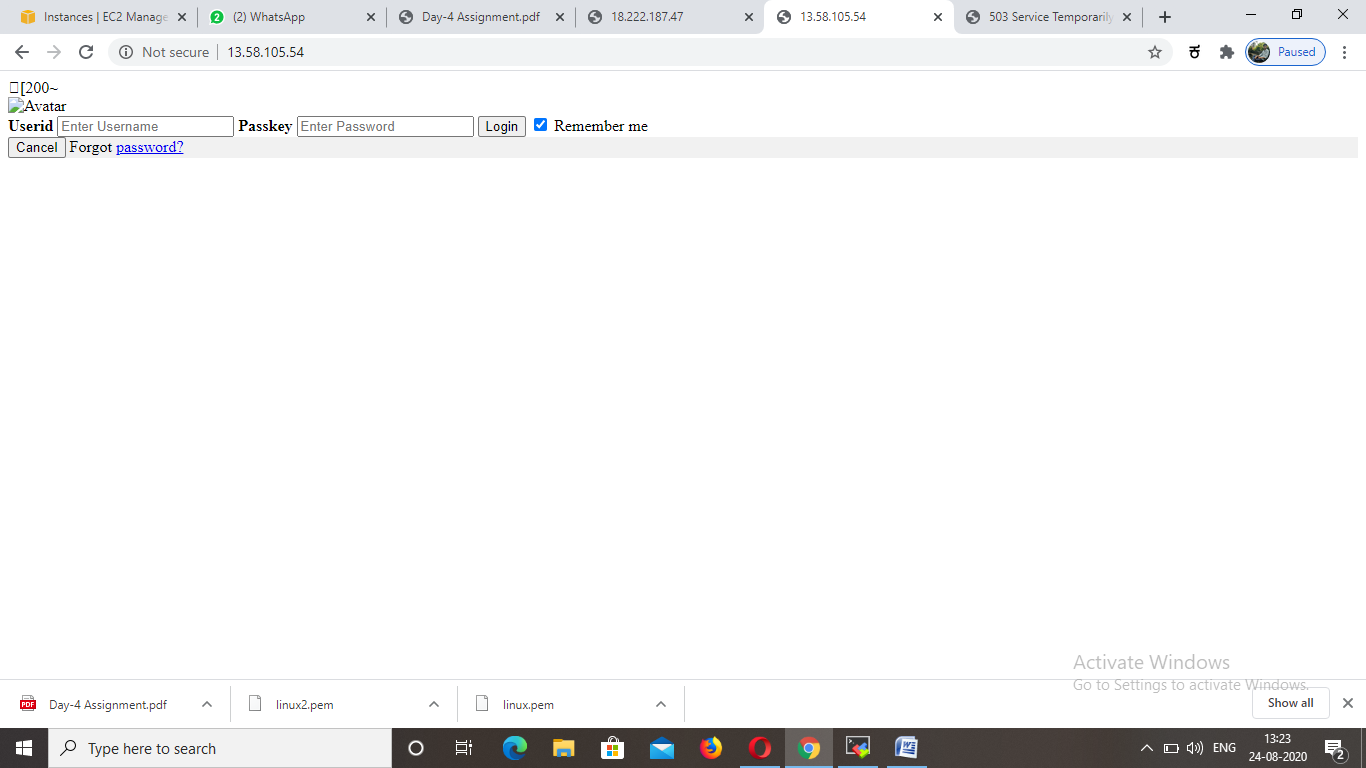 Instances | EC2 Manage
(2) WhatsApp
Day-4 Assignment.pdf
18.222.187.47
13.58.105.54
503 Service Temporarily
Not secure
13.58.105.54
Paused
[200~
Avatar
Userid Enter Username Passkey Enter Password Login Remember me
Cancel Forgot password?
Activate Windows
Go to Settings to activate Windows.
Day-4 Assignment.pdf
linux2.pem
linux.pem
Show all
Type here to search
ENG
13:23
24-08-2020
2